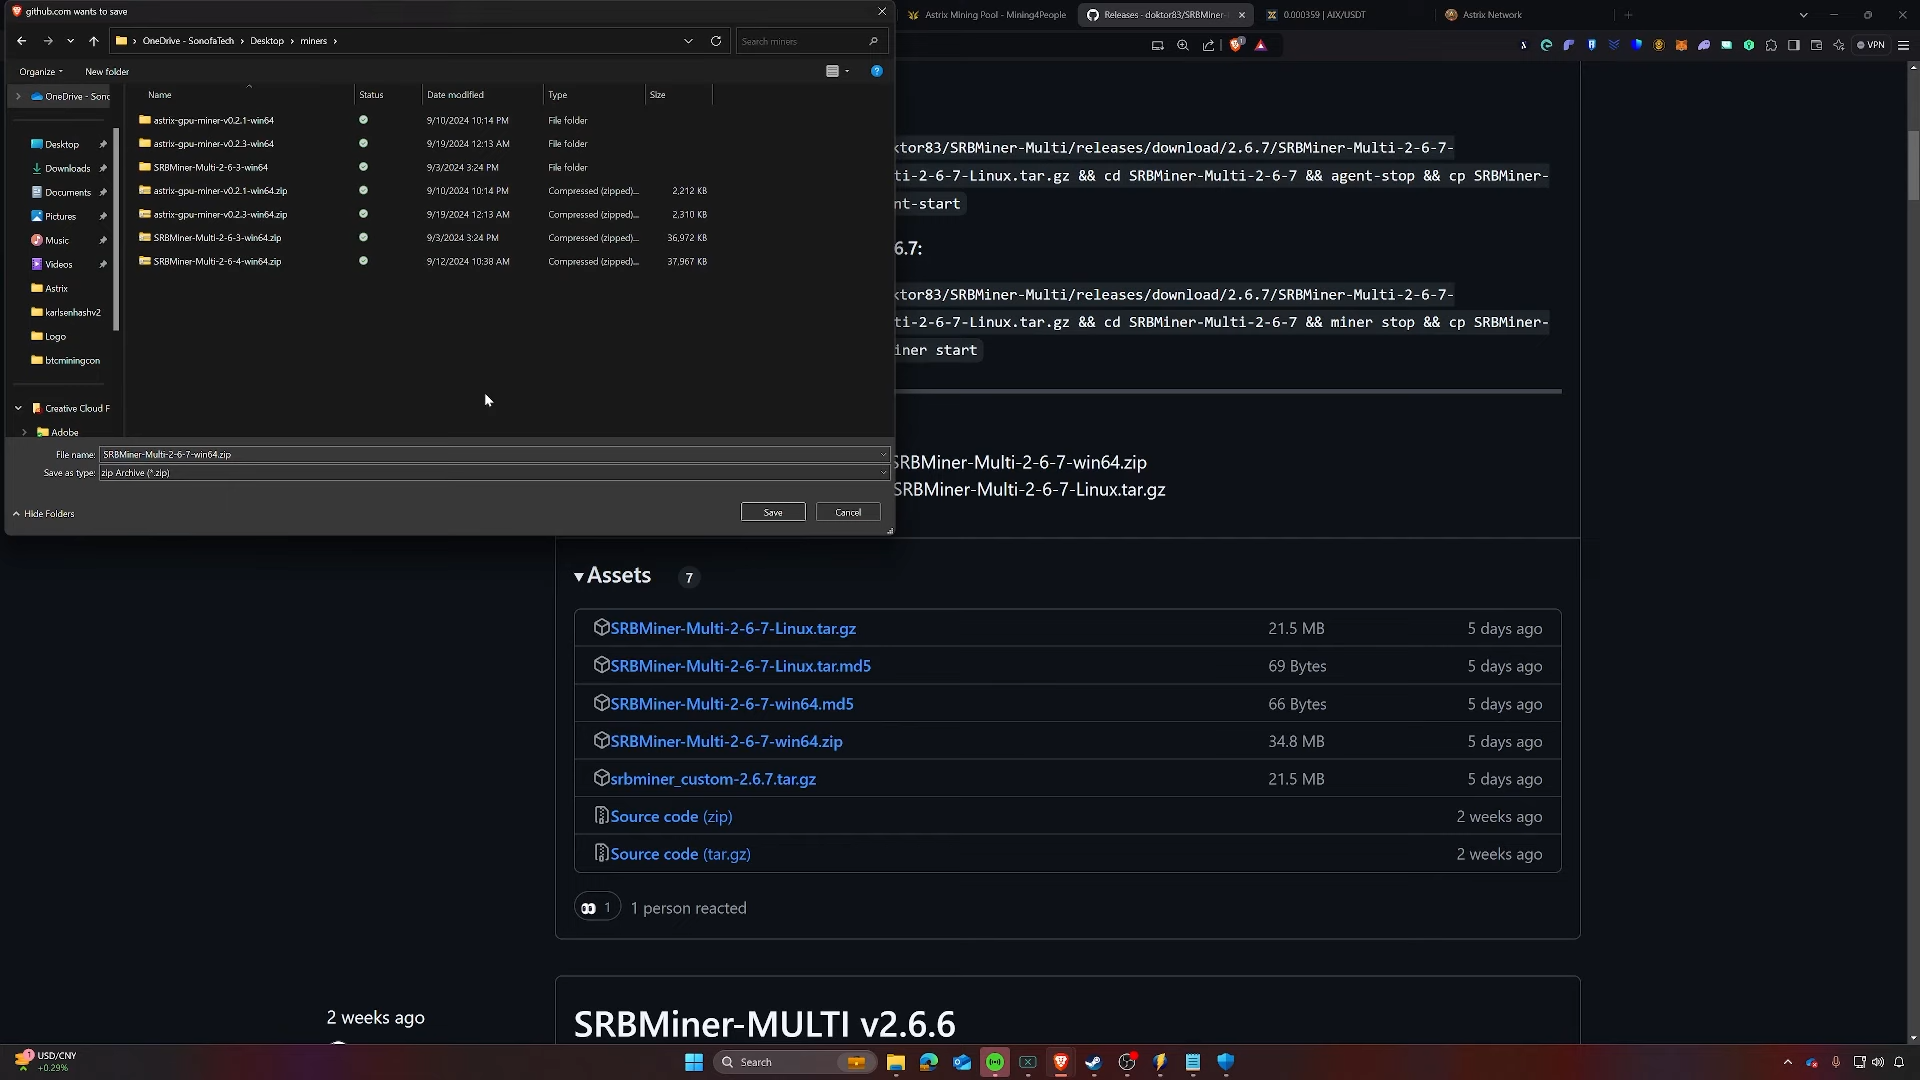 github.com wants to save
Astrix Mining Pool - Mining4People
Releases - doktor83/SRBMiner-
0.000359 | AIX/USDT
Astrix Network
OneDrive - SonofaTech > Desktop > miners >
Search miners
VPN
Organize
New folder
OneDrive - Sono
Name Status Date modified Type Size
astrix-gpu-miner-v0.2.1-win64 9/10/2024 10:14 PM File folder
astrix-gpu-miner-v0.2.3-win64 9/19/2024 12:13 AM File folder
SRBMiner-Multi-2-6-3-win64 9/3/2024 3:24 PM File folder
astrix-gpu-miner-v0.2.1-win64.zip 9/10/2024 10:14 PM Compressed (zipped)... 2,212 KB
astrix-gpu-miner-v0.2.3-win64.zip 9/19/2024 12:13 AM Compressed (zipped)... 2,310 KB
SRBMiner-Multi-2-6-3-win64.zip 9/3/2024 3:24 PM Compressed (zipped)... 36,972 KB
SRBMiner-Multi-2-6-4-win64.zip 9/12/2024 10:38 AM Compressed (zipped)... 37,967 KB
Desktop
Downloads
Documents
Pictures
Music
Videos
Astrix
karlsenhashv2
Logo
btcminingcon
Creative Cloud F
Adobe
File name: SRBMiner-Multi-2-6-7-win64.zip
Save as type: zip Archive (*.zip)
Hide Folders
Save
Cancel
ktor83/SRBMiner-Multi/releases/download/2.6.7/SRBMiner-Multi-2-6-7-
ti-2-6-7-Linux.tar.gz && cd SRBMiner-Multi-2-6-7 && agent-stop && cp SRBMiner-
nt-start
6.7:
ktor83/SRBMiner-Multi/releases/download/2.6.7/SRBMiner-Multi-2-6-7-
ti-2-6-7-Linux.tar.gz && cd SRBMiner-Multi-2-6-7 && miner stop && cp SRBMiner-
iner start
SRBMiner-Multi-2-6-7-win64.zip
SRBMiner-Multi-2-6-7-Linux.tar.gz
Assets 7
SRBMiner-Multi-2-6-7-Linux.tar.gz 21.5 MB 5 days ago
SRBMiner-Multi-2-6-7-Linux.tar.md5 69 Bytes 5 days ago
SRBMiner-Multi-2-6-7-win64.md5 66 Bytes 5 days ago
SRBMiner-Multi-2-6-7-win64.zip 34.8 MB 5 days ago
srbminer_custom-2.6.7.tar.gz 21.5 MB 5 days ago
Source code (zip) 2 weeks ago
Source code (tar.gz) 2 weeks ago
1 1 person reacted
2 weeks ago
SRBMiner-MULTI v2.6.6
1
USD/CNY
+0.29%
Search